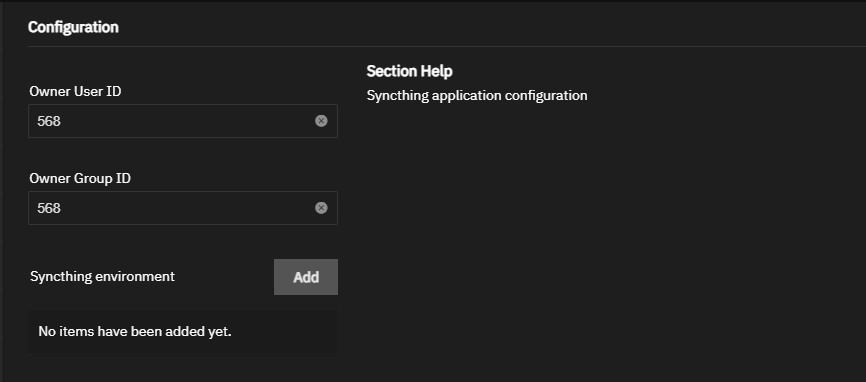 Configuration
Section Help
Syncthing application configuration
Owner User ID
568
Owner Group ID
568
Syncthing environment
Add
No items have been added yet.